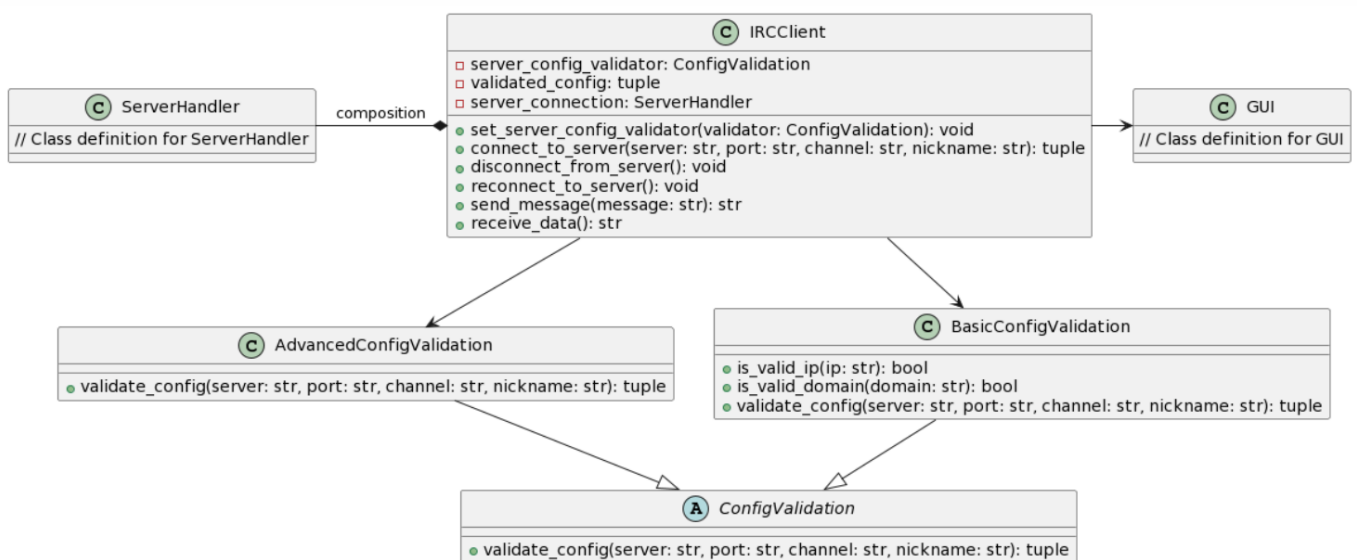 C IRCClient
server_config_validator: ConfigValidation
validated_config: tuple
server_connection: ServerHandler
set_server_config_validator(validator: ConfigValidation): void
connect_to_server(server: str, port: str, channel: str, nickname: str): tuple
disconnect_from_server(): void
reconnect_to_server(): void
send_message(message: str): str
receive_data(): str
C ServerHandler
// Class definition for ServerHandler
composition
C GUI
// Class definition for GUI
C AdvancedConfigValidation
validate_config(server: str, port: str, channel: str, nickname: str): tuple
C BasicConfigValidation
is_valid_ip(ip: str): bool
is_valid_domain(domain: str): bool
validate_config(server: str, port: str, channel: str, nickname: str): tuple
A ConfigValidation
validate_config(server: str, port: str, channel: str, nickname: str): tuple